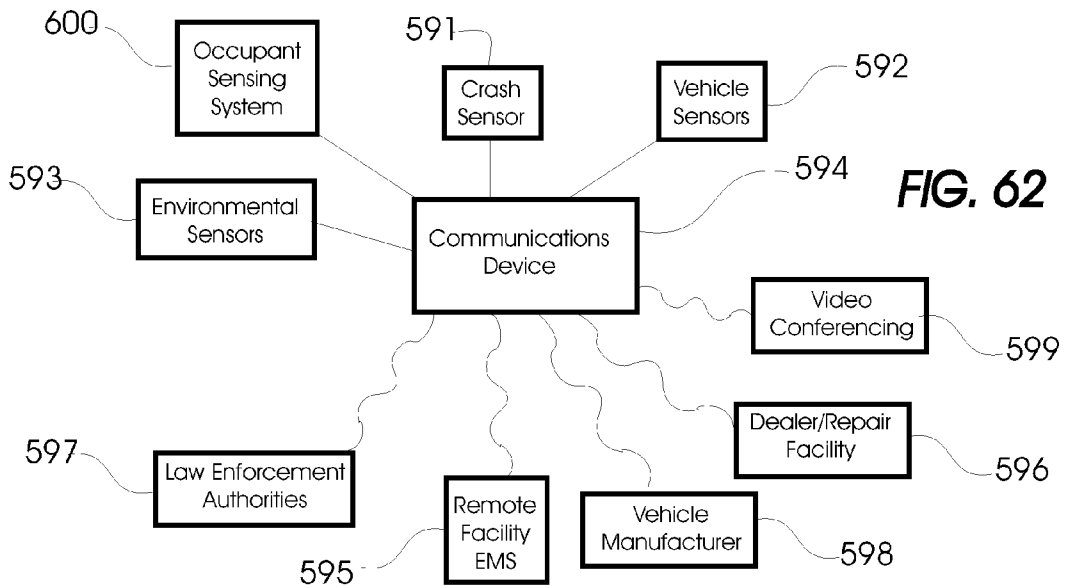 600
Occupant
Sensing
System
591
Crash
Sensor
Vehicle
Sensors
592
593
Environmental
Sensors
594
FIG. 62
Communications
Device
Video
Conferencing
599
Dealer/Repair
Facility
596
597
Law Enforcement
Authorities
Remote
Facility
EMS
595
Vehicle
Manufacturer
598